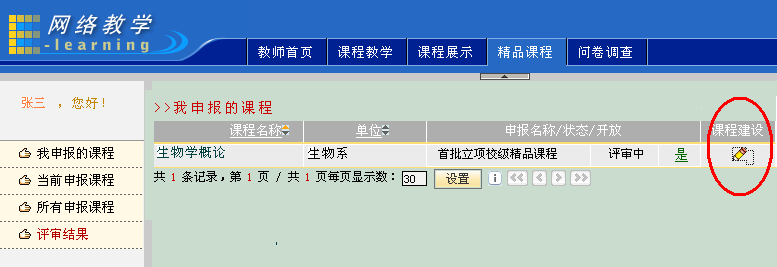 网络教学
-learning
教师首页 课程教学 课程展示 精品课程 问卷调查
张三 ，您好！
我申报的课程
当前申报课程
所有申报课程
评审结果
>>我申报的课程
课程名称 单位 申报名称/状态/开放 课程建设
生物学概论 生物系 首批立项校级精品课程 评审中 是
共 1 条记录，第 1 页 / 共 1 页每页显示数： 30 设置